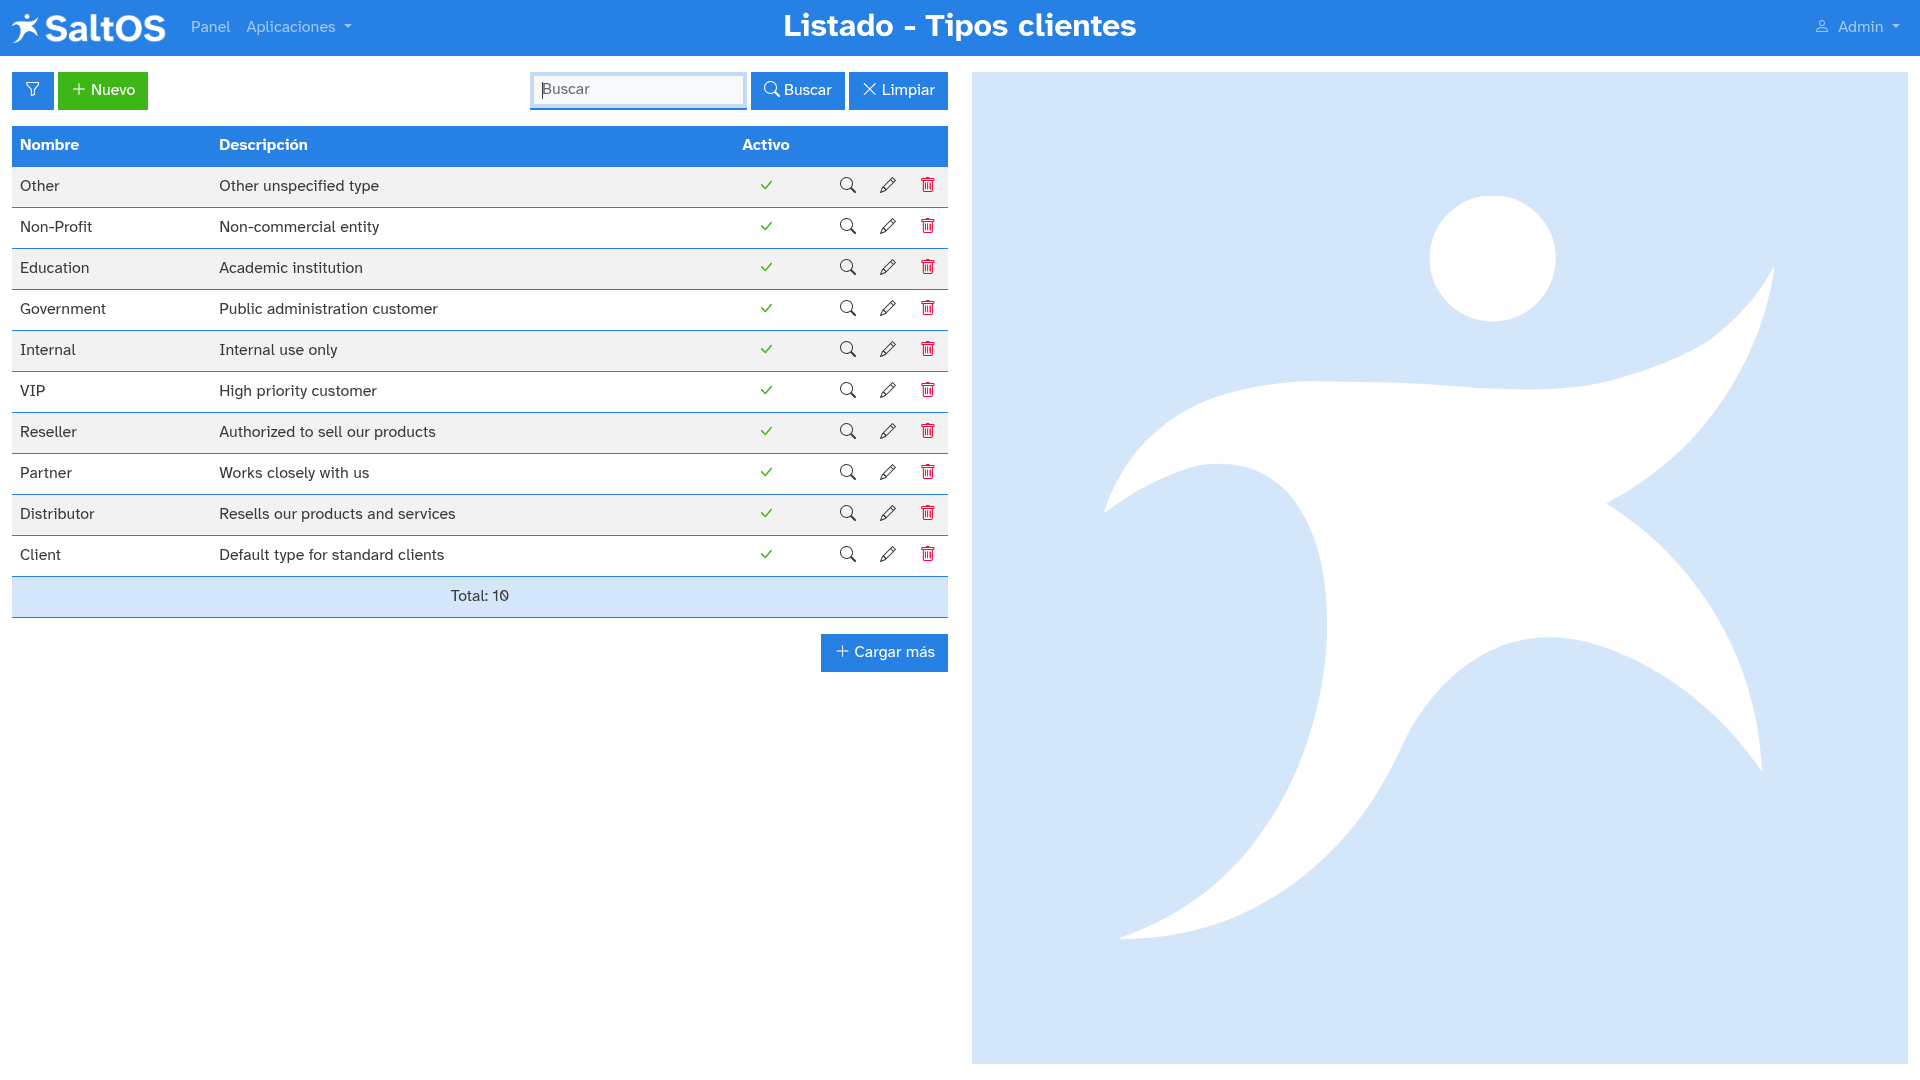 SaltOS Panel Aplicaciones Listado - Tipos clientes Admin
Nuevo Buscar Buscar Limpiar
Nombre Descripción Activo
Other Other unspecified type
Non-Profit Non-commercial entity
Education Academic institution
Government Public administration customer
Internal Internal use only
VIP High priority customer
Reseller Authorized to sell our products
Partner Works closely with us
Distributor Resells our products and services
Client Default type for standard clients
Total: 10
Cargar más